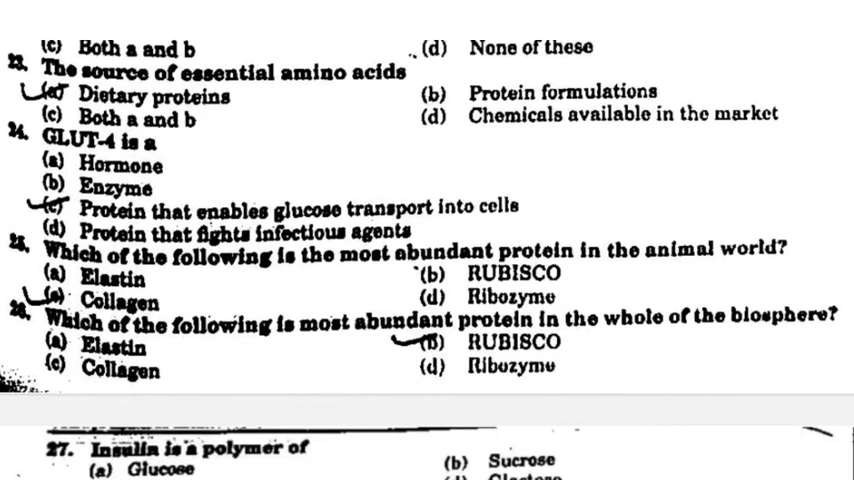 (c) Both a and b (d) None of these
23. The source of essential amino acids
(a) Dietary proteins (b) Protein formulations
(c) Both a and b (d) Chemicals available in the market
24. GLUT-4 is a
(a) Hormone
(b) Enzyme
(c) Protein that enables glucose transport into cells
(d) Protein that fights infectious agents
25. Which of the following is the most abundant protein in the animal world?
(a) Elastin (b) RUBISCO
(c) Collagen (d) Ribozyme
26. Which of the following is most abundant protein in the whole of the biosphere?
(a) Elastin (b) RUBISCO
(c) Collagen (d) Ribozyme
27. Insulin is a polymer of
(a) Glucose (b) Sucrose